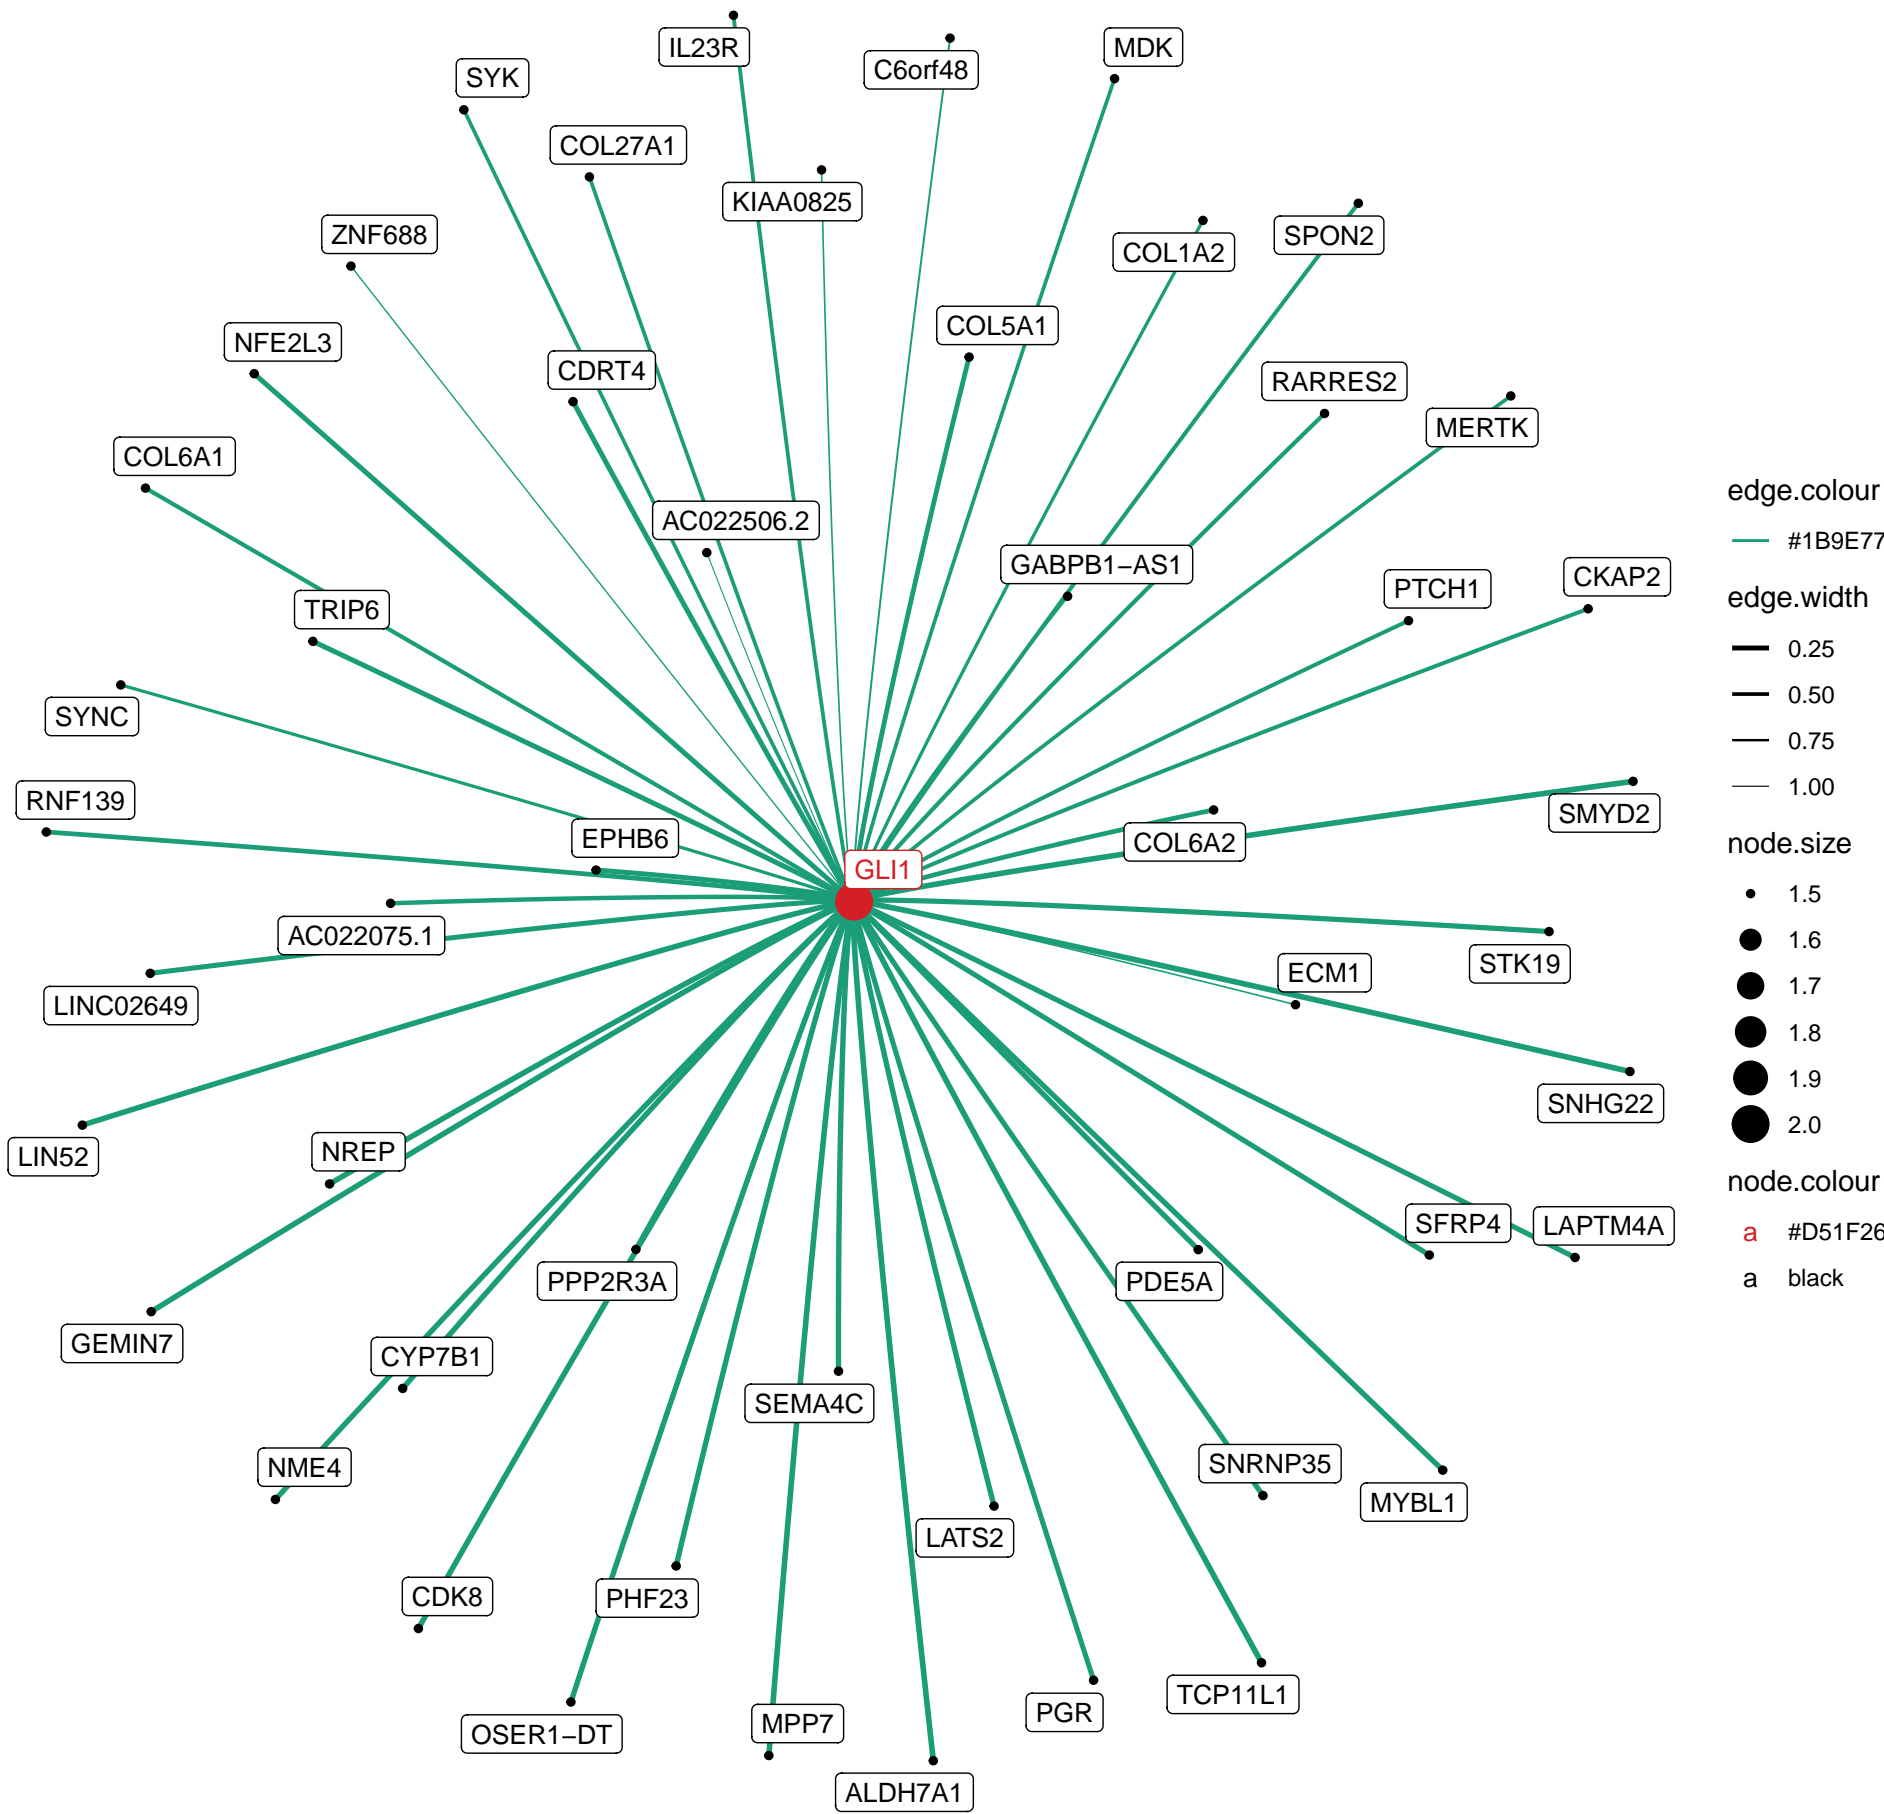 IL23R
MDK
C6orf48
SYK
COL27A1
KIAA0825
ZNF688
SPON2
COL1A2
COL5A1
NFE2L3
CDRT4
RARRES2
MERTK
COL6A1
AC022506.2
GABPB1−AS1
CKAP2
PTCH1
TRIP6
SYNC
RNF139
SMYD2
EPHB6
COL6A2
GLI1
AC022075.1
STK19
ECM1
LINC02649
SNHG22
NREP
LIN52
SFRP4
LAPTM4A
PPP2R3A
PDE5A
GEMIN7
CYP7B1
SEMA4C
SNRNP35
NME4
MYBL1
LATS2
CDK8
PHF23
TCP11L1
PGR
MPP7
OSER1−DT
ALDH7A1
edge.colour
#1B9E77
edge.width
0.25
0.50
0.75
1.00
node.size
1.5
1.6
1.7
1.8
1.9
2.0
node.colour
a #D51F26
a black